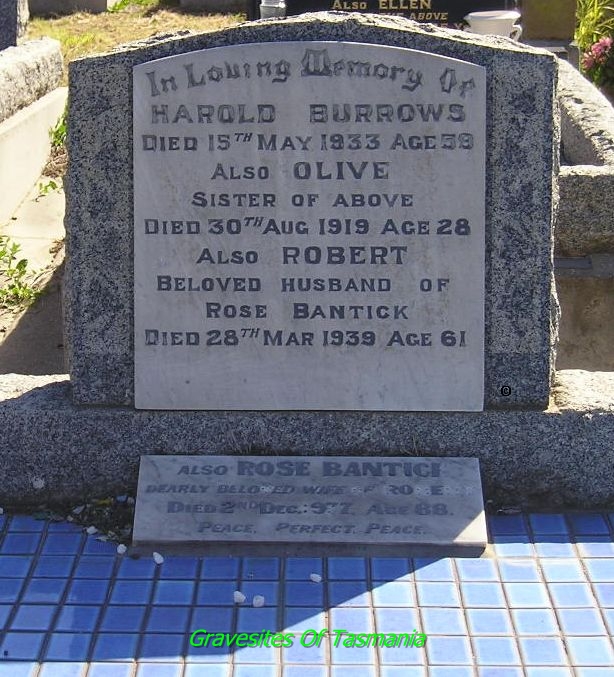 Also ELLEN
OF ABOVE
In Loving Memory Of
HAROLD BURROWS
DIED 15TH MAY 1933 AGE 59
ALSO OLIVE
SISTER OF ABOVE
DIED 30TH AUG 1919 AGE 28
ALSO ROBERT
BELOVED HUSBAND OF
ROSE BANTICK
DIED 28TH MAR 1939 AGE 61
ALSO ROSE BANTICK
DEARLY BELOVED WIFE
DIED 2ND DEC. AGE 88.
PEACE, PERFECT PEACE.
Gravesites Of Tasmania